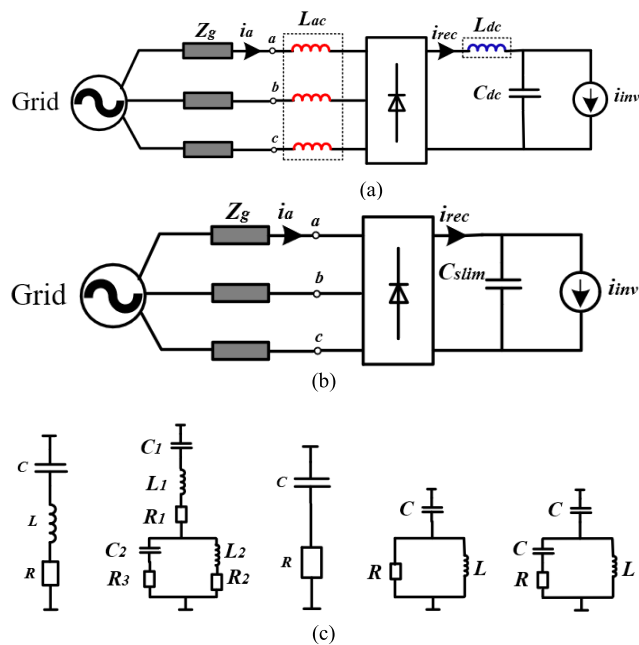 Zg ia a Lac irec Ldc
Grid b Cdc iinv
c
(a)
Zg ia a irec
Grid b Cslim iinv
c
(b)
C L R
C1 L1 R1 C2 R3 L2 R2
C R
C R L
C C R L
(c)